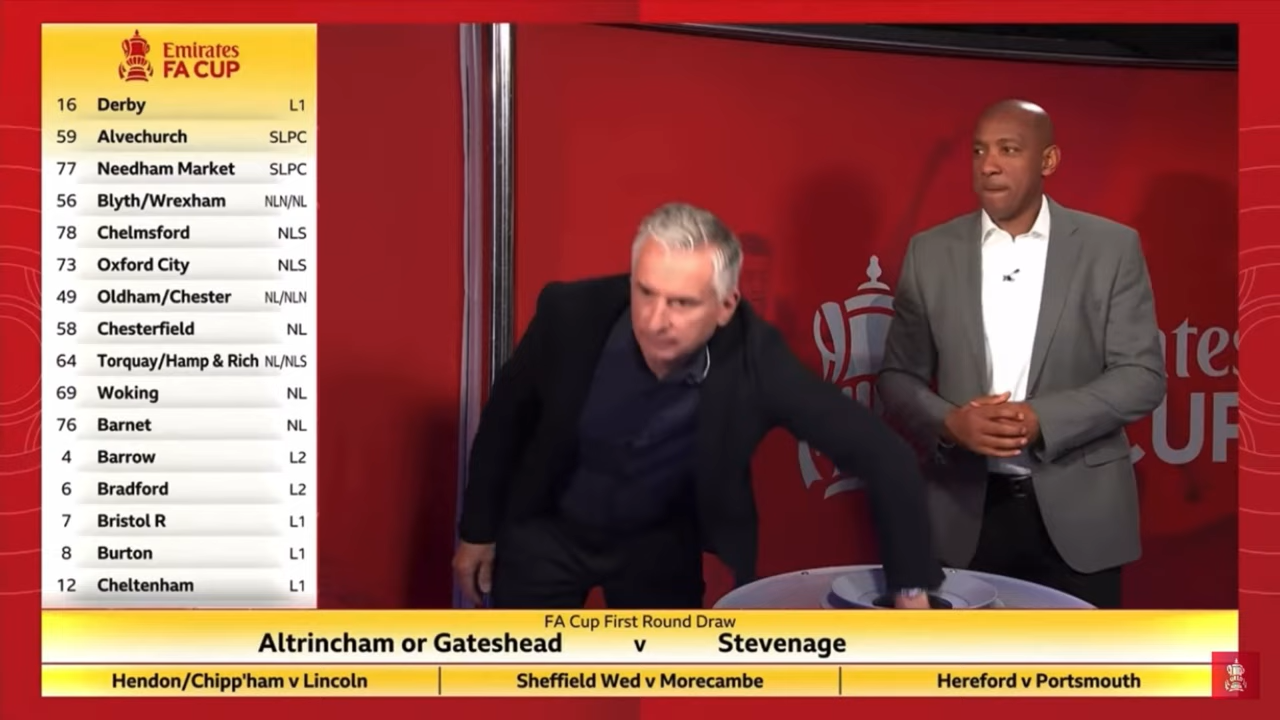 Emirates
FA CUP
16 Derby L1
59 Alvechurch SLPC
77 Needham Market SLPC
56 Blyth/Wrexham NLN/NL
78 Chelmsford NLS
73 Oxford City NLS
49 Oldham/Chester NL/NLN
58 Chesterfield NL
64 Torquay/Hamp & Rich NL/NLS
69 Woking NL
76 Barnet NL
4 Barrow L2
6 Bradford L2
7 Bristol R L1
8 Burton L1
12 Cheltenham L1
ates
CUP
FA Cup First Round Draw
Altrincham or Gateshead v Stevenage
Hendon/Chipp'ham v Lincoln Sheffield Wed v Morecambe Hereford v Portsmouth